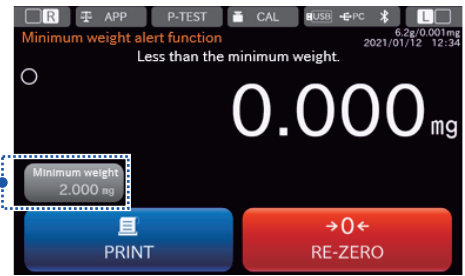 R APP P-TEST CAL USB PC L
Minimum weight alert function
6.2g/0.001mg
2021/01/12 12:34
Less than the minimum weight.
0.000 mg
Minimum weight
2.000 mg
PRINT
→0←
RE-ZERO